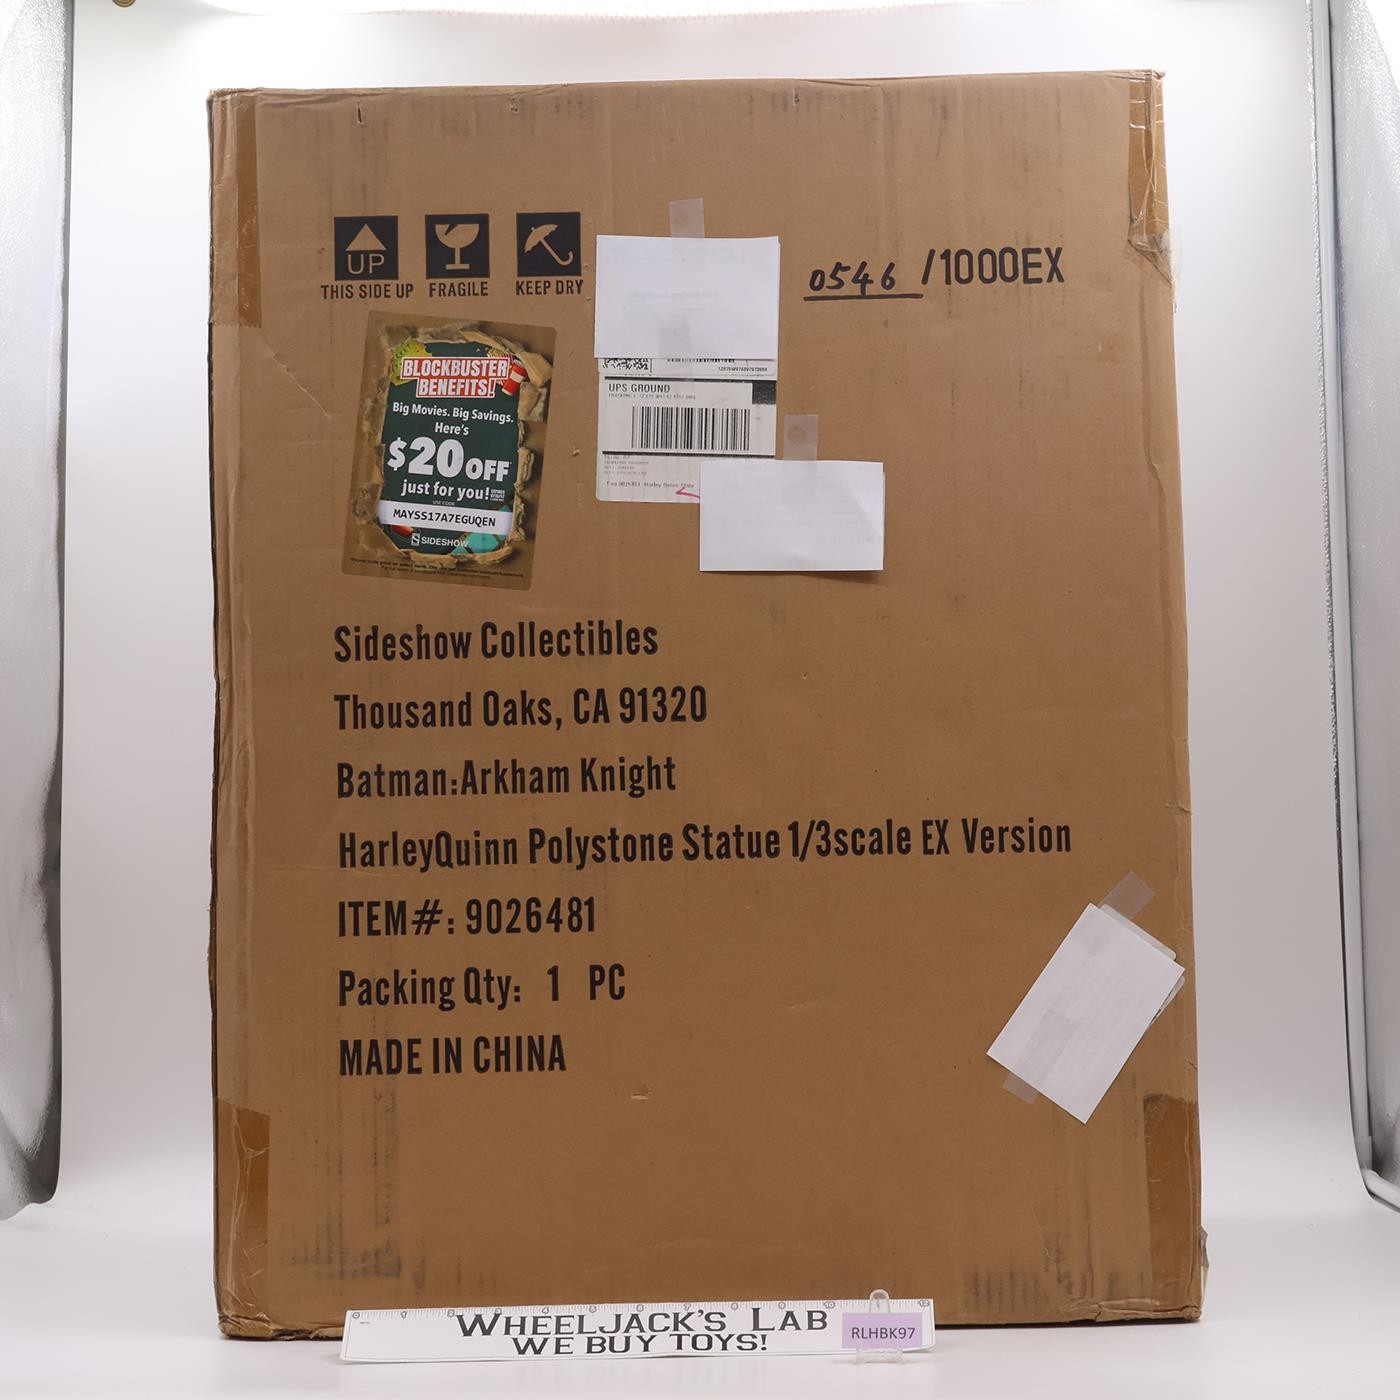 UP
THIS SIDE UP
FRAGILE
KEEP DRY
0546 /1000EX
BLOCKBUSTER
BENEFITS!
Big Movies. Big Savings.
Here's
$20 OFF
just for you!
USE CODE
MAYSS17A7EGUQEN
SIDESHOW
UPS GROUND
Sideshow Collectibles
Thousand Oaks, CA 91320
Batman:Arkham Knight
HarleyQuinn Polystone Statue 1/3scale EX Version
ITEM#: 9026481
Packing Qty: 1 PC
MADE IN CHINA
WHEELJACK'S LAB
WE BUY TOYS!
RLHBK97